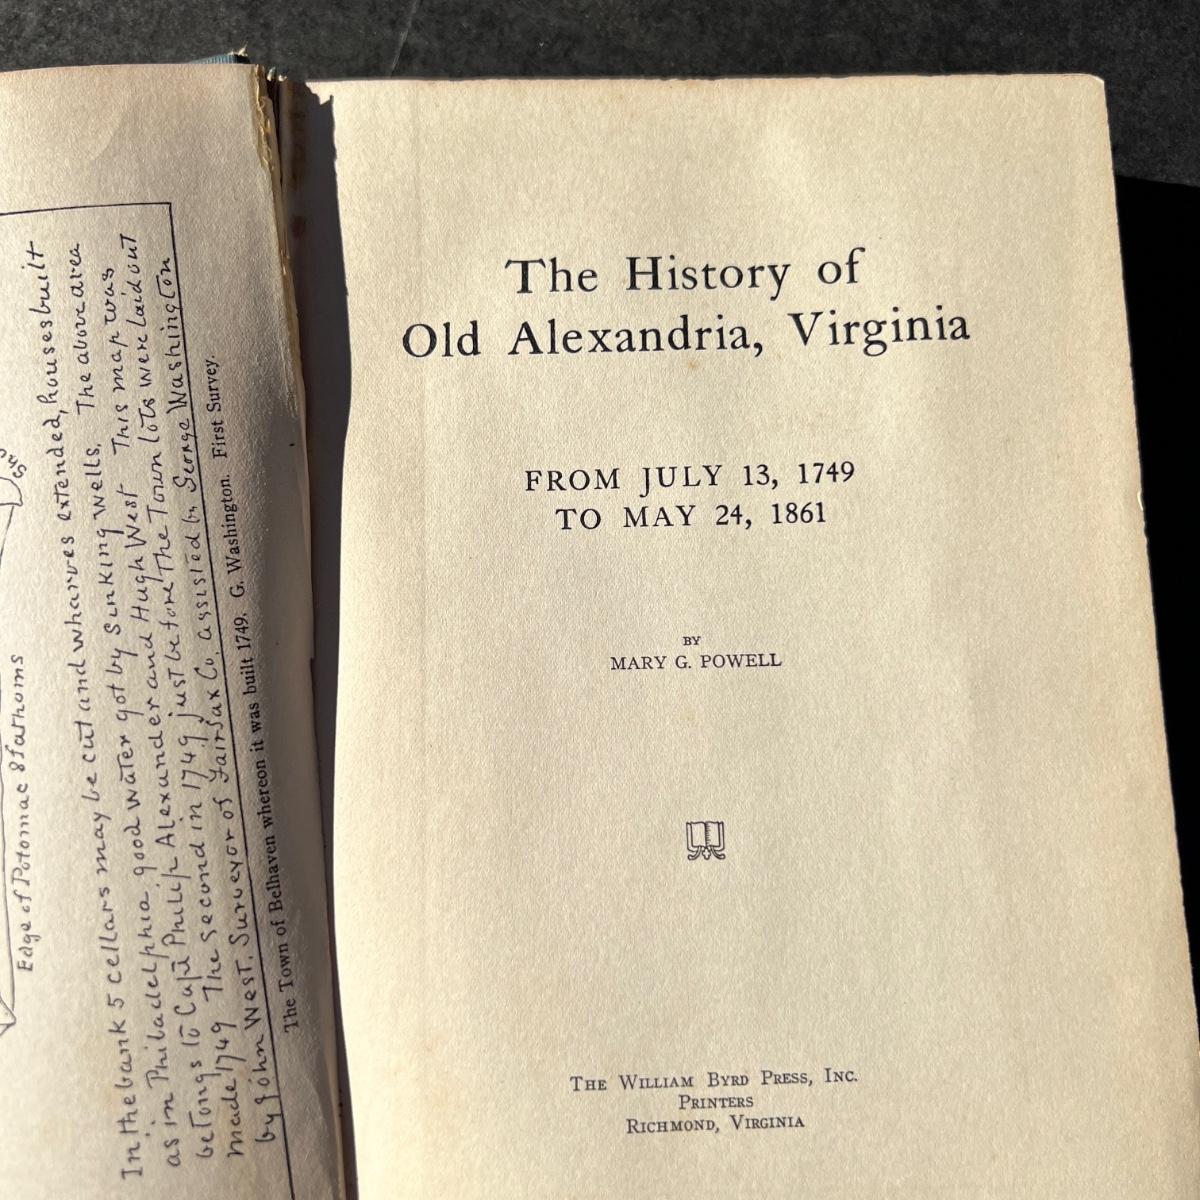 Edge of Potomac 8 fathoms
In the bank 5 cellars may be cut and wharves extended, houses built
as in Philadelphia good water got by sinking wells. The above area
belongs to Capt Philip Alexander and Hugh West This map was
made 1749 The second in 1749 just before The Town lots were laid out
by John West, Surveyor of Fairfax Co. assisted by George Washington
The Town of Belhaven whereon it was built 1749. G. Washington. First Survey.
The History of
Old Alexandria, Virginia
FROM JULY 13, 1749
TO MAY 24, 1861
BY
MARY G. POWELL
THE WILLIAM BYRD PRESS, INC.
PRINTERS
RICHMOND, VIRGINIA